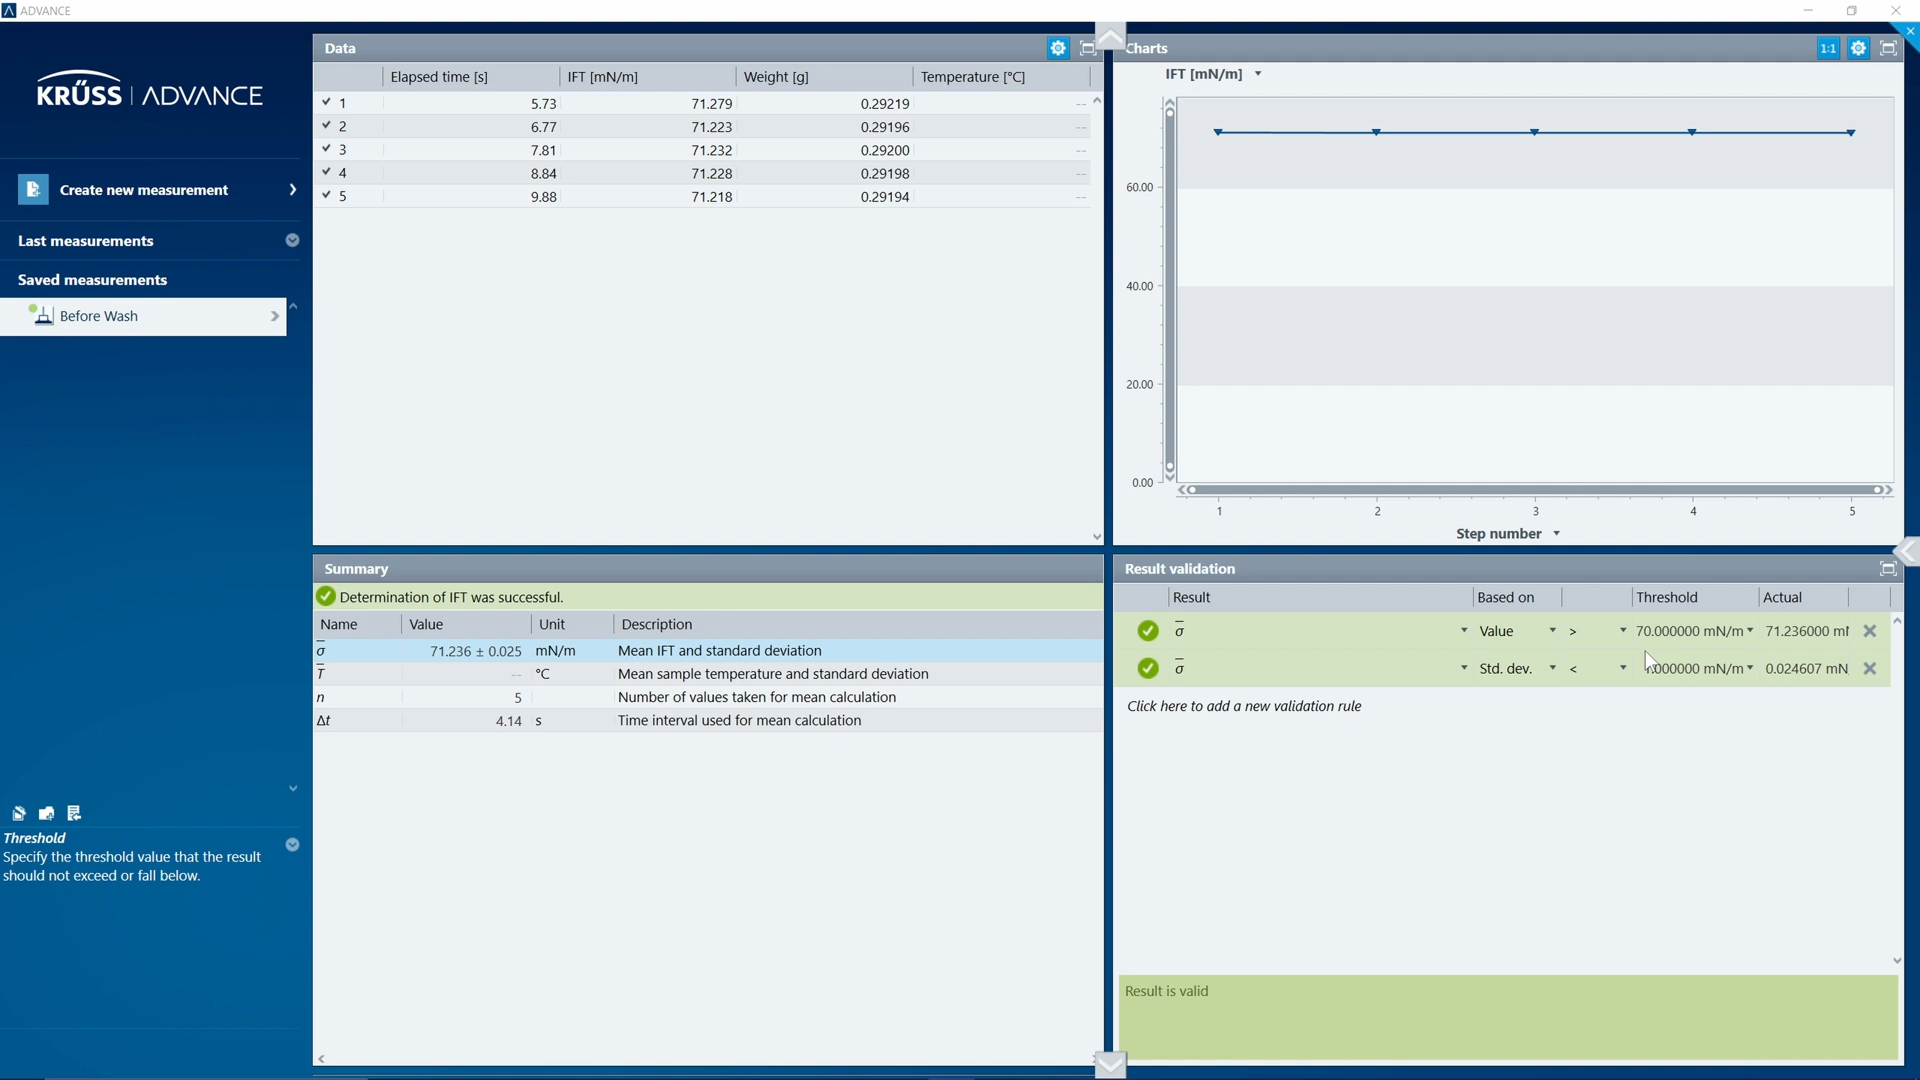 ADVANCE
KRÜSS | ADVANCE
Create new measurement
Last measurements
Saved measurements
Before Wash
Threshold
Specify the threshold value that the result
should not exceed or fall below.
Data
Elapsed time [s] IFT [mN/m] Weight [g] Temperature [°C]
1 5.73 71.279 0.29219 --
2 6.77 71.223 0.29196 --
3 7.81 71.232 0.29200 --
4 8.84 71.228 0.29198 --
5 9.88 71.218 0.29194 --
Charts
1:1
IFT [mN/m]
60.00
40.00
20.00
0.00
1 2 3 4 5
Step number
Summary
Determination of IFT was successful.
Name Value Unit Description
σ̅ 71.236 ± 0.025 mN/m Mean IFT and standard deviation
T̅ -- °C Mean sample temperature and standard deviation
n 5 Number of values taken for mean calculation
Δt 4.14 s Time interval used for mean calculation
Result validation
Result Based on Threshold Actual
σ̅ Value > 70.000000 mN/m 71.236000 mN
σ̅ Std. dev. < mN/m 0.024607 mN
Click here to add a new validation rule
Result is valid